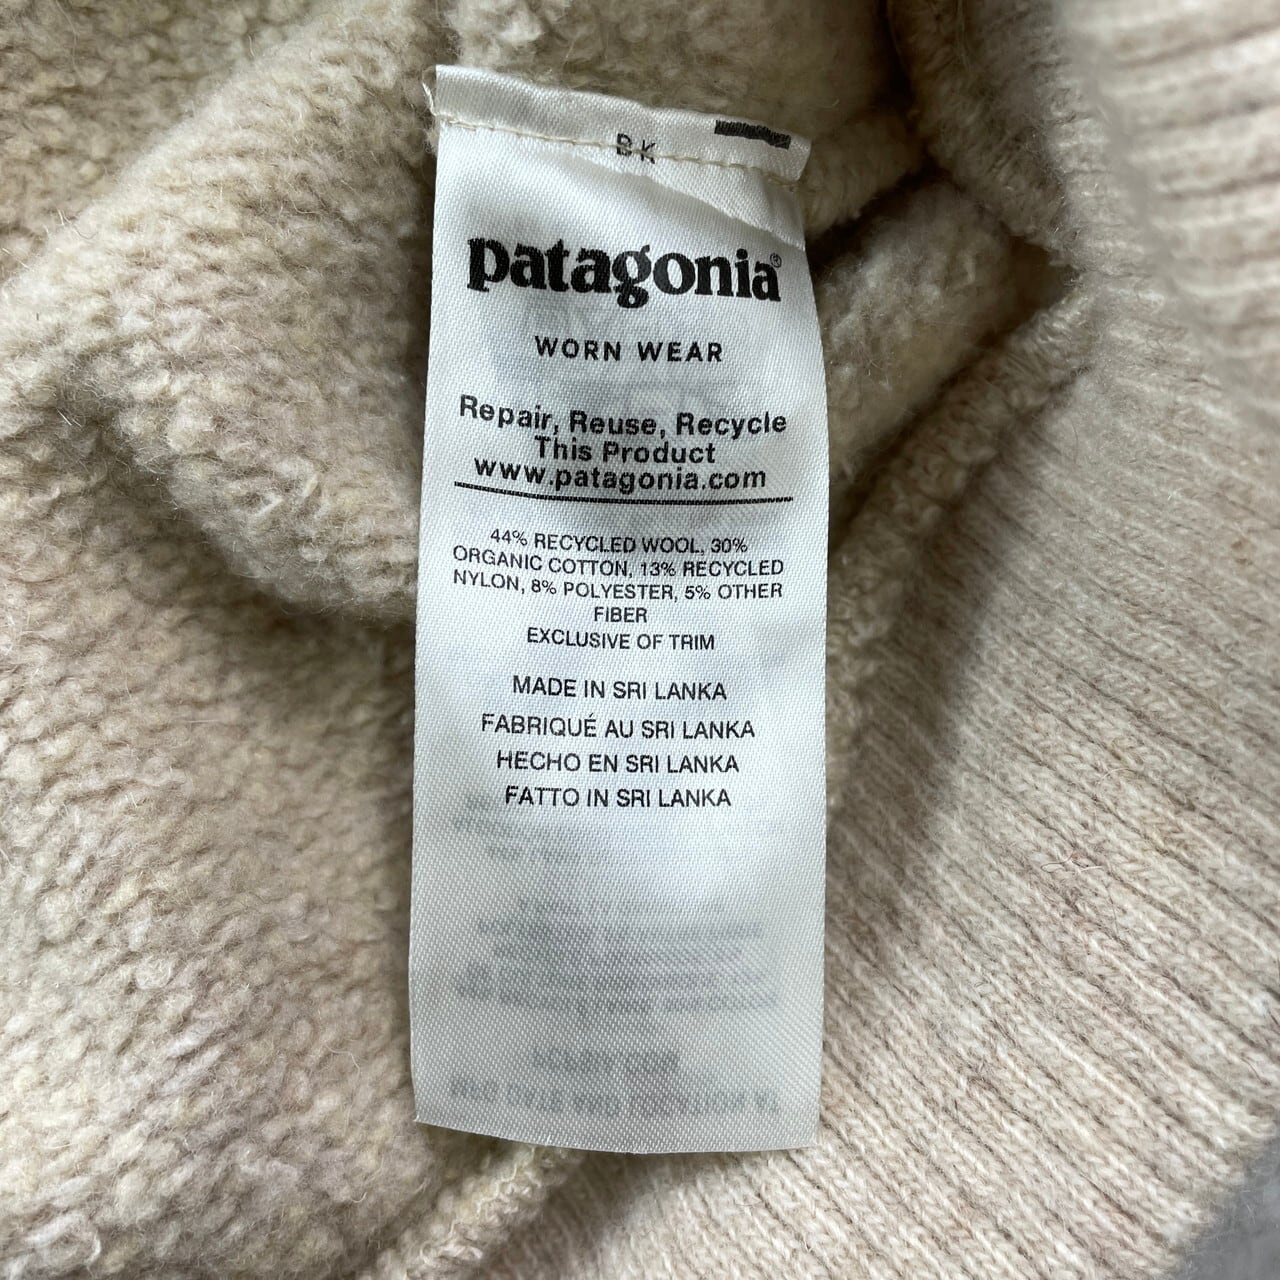 BK
patagonia®
WORN WEAR
Repair, Reuse, Recycle
This Product
www.patagonia.com
44% RECYCLED WOOL, 30%
ORGANIC COTTON, 13% RECYCLED
NYLON, 8% POLYESTER, 5% OTHER
FIBER
EXCLUSIVE OF TRIM
MADE IN SRI LANKA
FABRIQUÉ AU SRI LANKA
HECHO EN SRI LANKA
FATTO IN SRI LANKA